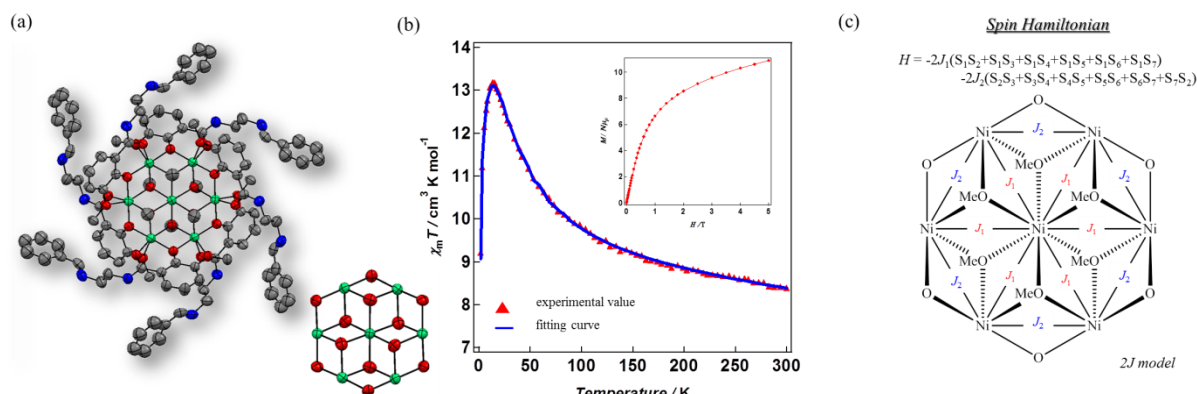 (a)
(b)
(c)
χmT / cm³ K mol⁻¹
14
13
12
11
10
9
8
7
0
50
100
150
200
250
300
Temperature / K
experimental value
fitting curve
M / Nμ
12
10
8
6
4
2
0
0
1
2
3
4
5
H /T
Spin Hamiltonian
H = -2J₁(S₁S₂+S₁S₃+S₁S₄+S₁S₅+S₁S₆+S₁S₇)
-2J₂(S₂S₃+S₃S₄+S₄S₅+S₅S₆+S₆S₇+S₇S₂)
O
Ni J₂ Ni
O MeO O
J₂ J₁ J₁ J₂
MeO MeO
Ni J₁ Ni J₁ Ni
MeO MeO
J₂ J₁ J₁ J₂
O MeO O
Ni J₂ Ni
O
2J model